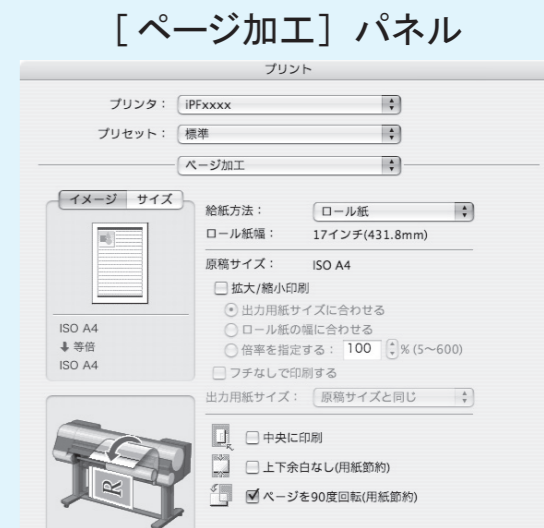 ［ページ加工］パネル
プリント
プリンタ： iPFxxxx
プリセット： 標準
ページ加工
イメージ サイズ
給紙方法： ロール紙
ロール紙幅： 17インチ(431.8mm)
原稿サイズ： ISO A4
拡大/縮小印刷
出力用紙サイズに合わせる
ロール紙の幅に合わせる
倍率を指定する： 100 % (5～600)
フチなしで印刷する
出力用紙サイズ： 原稿サイズと同じ
ISO A4
等倍
ISO A4
中央に印刷
上下余白なし(用紙節約)
ページを90度回転(用紙節約)
R